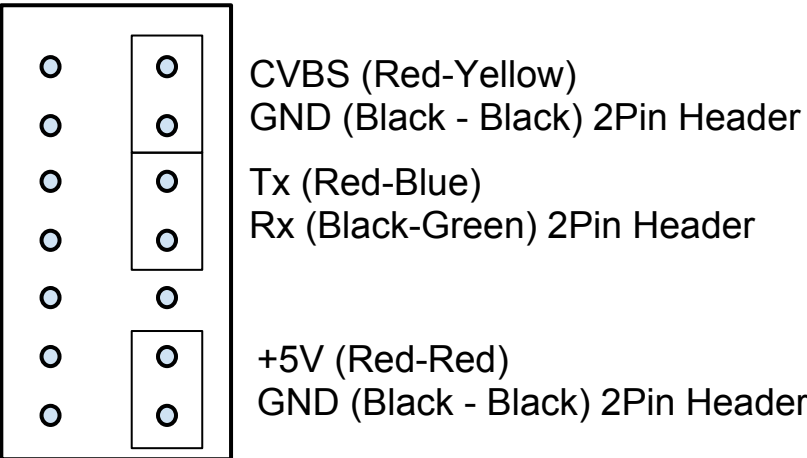 CVBS (Red-Yellow)
GND (Black - Black) 2Pin Header
Tx (Red-Blue)
Rx (Black-Green) 2Pin Header
+5V (Red-Red)
GND (Black - Black) 2Pin Header